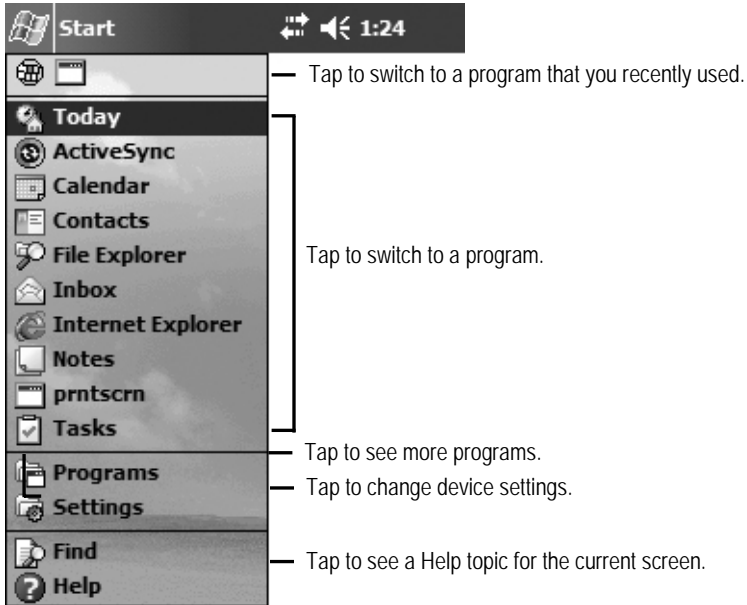 Start 1:24
Tap to switch to a program that you recently used.
Today
ActiveSync
Calendar
Contacts
File Explorer
Tap to switch to a program.
Inbox
Internet Explorer
Notes
prntscrn
Tasks
Tap to see more programs.
Programs
Tap to change device settings.
Settings
Find
Tap to see a Help topic for the current screen.
Help